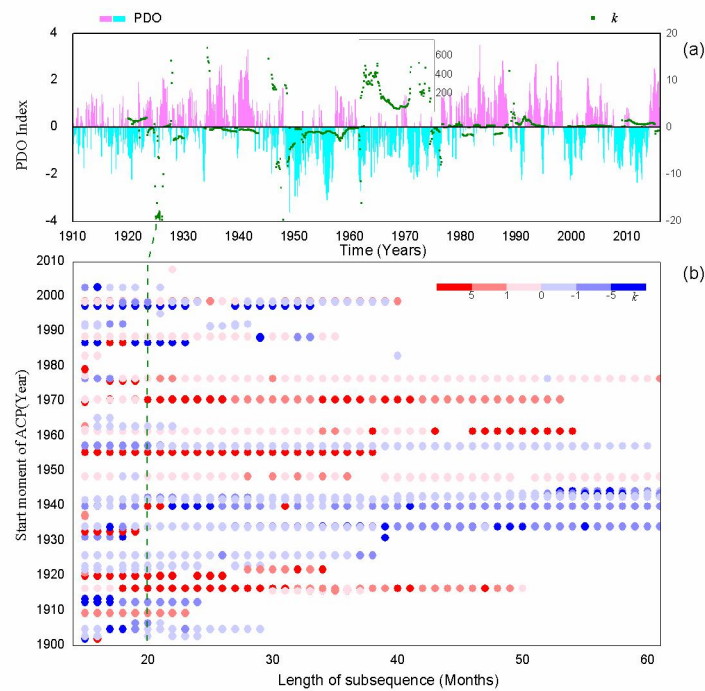 PDO k
4 20
(a)
600
2 400 10
200
PDO Index
0 0
-2 -10
-4 -20
1910 1920 1930 1940 1950 1960 1970 1980 1990 2000 2010
Time (Years)
2010
(b)
2000
5 1 0 -1 -5 k
1990
1980
1970
1960
Start moment of ACP(Year)
1950
1940
1930
1920
1910
1900
20 30 40 50 60
Length of subsequence (Months)